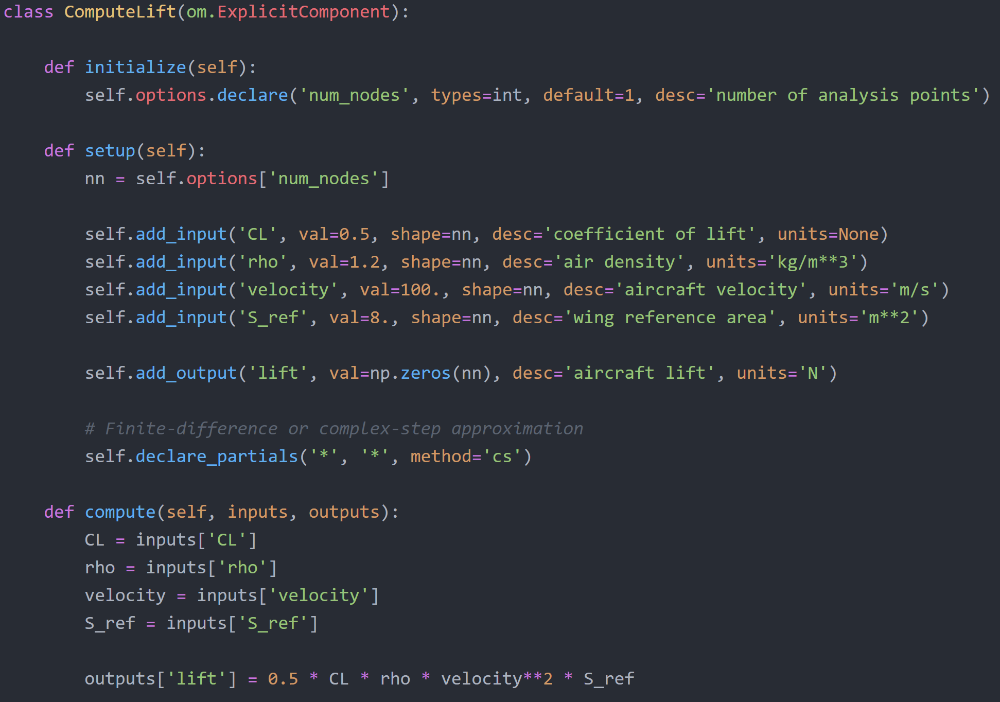 class ComputeLift(om.ExplicitComponent):
    def initialize(self):
        self.options.declare('num_nodes', types=int, default=1, desc='number of analysis points')
    def setup(self):
        nn = self.options['num_nodes']
        self.add_input('CL', val=0.5, shape=nn, desc='coefficient of lift', units=None)
        self.add_input('rho', val=1.2, shape=nn, desc='air density', units='kg/m**3')
        self.add_input('velocity', val=100., shape=nn, desc='aircraft velocity', units='m/s')
        self.add_input('S_ref', val=8., shape=nn, desc='wing reference area', units='m**2')
        self.add_output('lift', val=np.zeros(nn), desc='aircraft lift', units='N')
        # Finite-difference or complex-step approximation
        self.declare_partials('*', '*', method='cs')
    def compute(self, inputs, outputs):
        CL = inputs['CL']
        rho = inputs['rho']
        velocity = inputs['velocity']
        S_ref = inputs['S_ref']
        outputs['lift'] = 0.5 * CL * rho * velocity**2 * S_ref